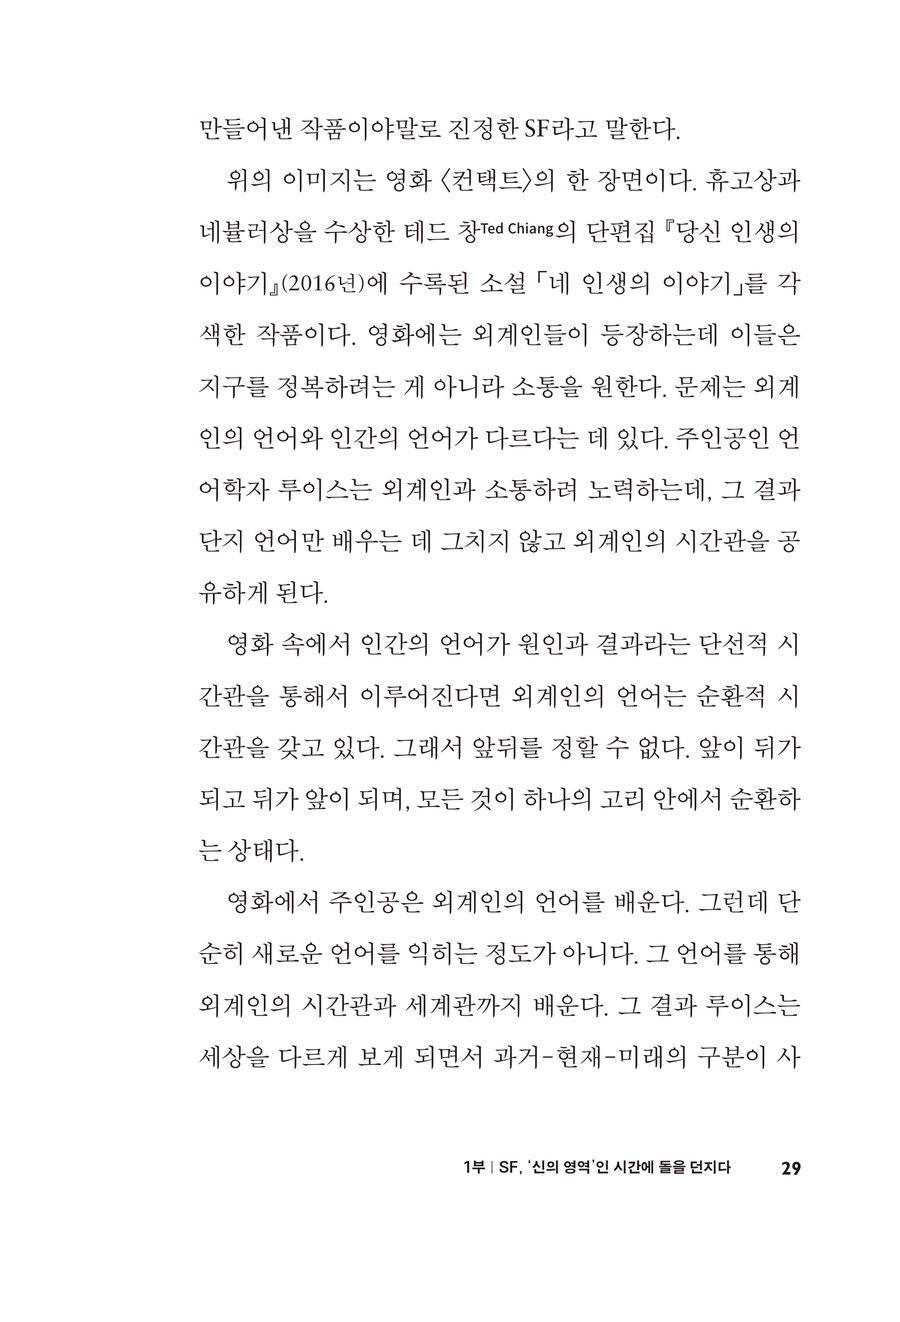 만들어낸 작품이야말로 진정한 SF라고 말한다.
위의 이미지는 영화 〈컨택트〉의 한 장면이다. 휴고상과
네뷸러상을 수상한 테드 창Ted Chiang의 단편집 『당신 인생의
이야기』(2016년)에 수록된 소설 「네 인생의 이야기」를 각
색한 작품이다. 영화에는 외계인들이 등장하는데 이들은
지구를 정복하려는 게 아니라 소통을 원한다. 문제는 외계
인의 언어와 인간의 언어가 다르다는 데 있다. 주인공인 언
어학자 루이스는 외계인과 소통하려 노력하는데, 그 결과
단지 언어만 배우는 데 그치지 않고 외계인의 시간관을 공
유하게 된다.
영화 속에서 인간의 언어가 원인과 결과라는 단선적 시
간관을 통해서 이루어진다면 외계인의 언어는 순환적 시
간관을 갖고 있다. 그래서 앞뒤를 정할 수 없다. 앞이 뒤가
되고 뒤가 앞이 되며, 모든 것이 하나의 고리 안에서 순환하
는 상태다.
영화에서 주인공은 외계인의 언어를 배운다. 그런데 단
순히 새로운 언어를 익히는 정도가 아니다. 그 언어를 통해
외계인의 시간관과 세계관까지 배운다. 그 결과 루이스는
세상을 다르게 보게 되면서 과거-현재-미래의 구분이 사
1부 | SF, ‘신의 영역’인 시간에 돌을 던지다 29